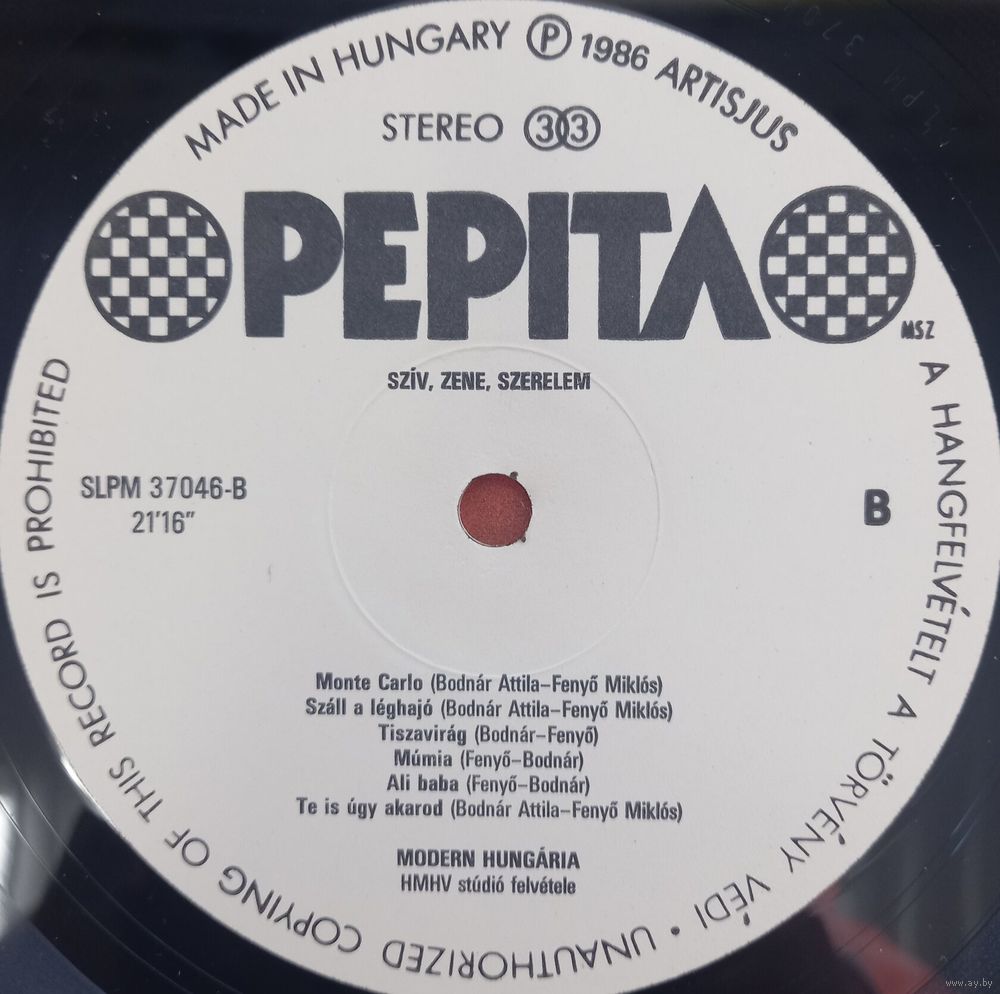 MADE IN HUNGARY Ⓟ 1986 ARTISJUS
STEREO 33
PEPITA
MSZ
SZÍV, ZENE, SZERELEM
SLPM 37046-B
21'16"
B
Monte Carlo (Bodnár Attila–Fenyő Miklós)
Száll a léghajó (Bodnár Attila–Fenyő Miklós)
Tiszavirág (Bodnár–Fenyő)
Múmia (Fenyő–Bodnár)
Ali baba (Fenyő–Bodnár)
Te is úgy akarod (Bodnár Attila–Fenyő Miklós)
MODERN HUNGÁRIA
HMHV stúdió felvétele
A HANGFELVÉTELT A TÖRVÉNY VÉDI • UNAUTHORIZED COPYING OF THIS RECORD IS PROHIBITED
www.ay.by